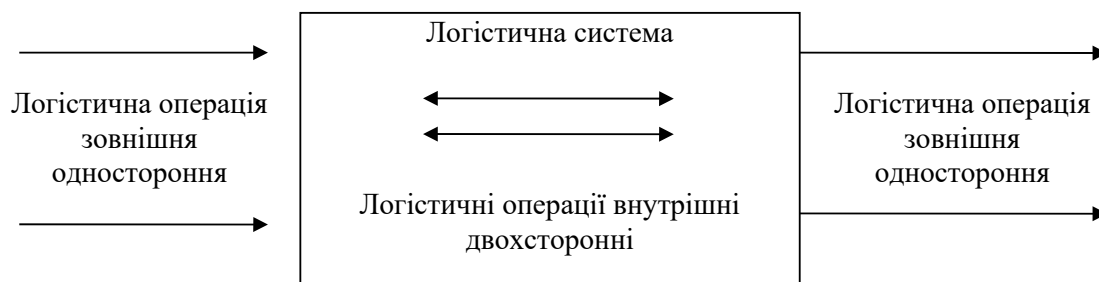 Логістична система
Логістична операція
зовнішня
одностороння
Логістичні операції внутрішні
двохсторонні
Логістична операція
зовнішня
одностороння